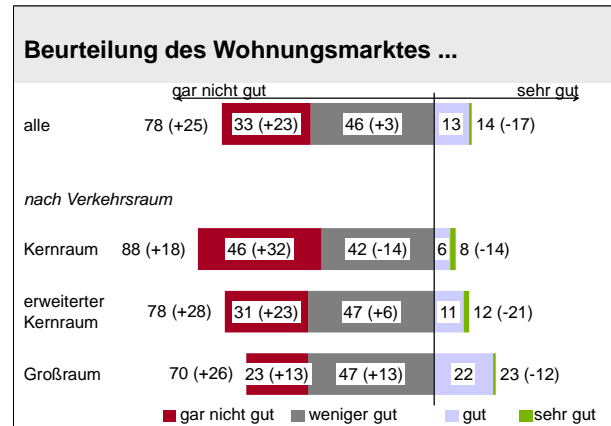 Beurteilung des Wohnungsmarktes ...
gar nicht gut sehr gut
alle 78 (+25) 33 (+23) 46 (+3) 13 14 (-17)
nach Verkehrsraum
Kernraum 88 (+18) 46 (+32) 42 (-14) 6 8 (-14)
erweiterter
Kernraum 78 (+28) 31 (+23) 47 (+6) 11 12 (-21)
Großraum 70 (+26) 23 (+13) 47 (+13) 22 23 (-12)
gar nicht gut weniger gut gut sehr gut